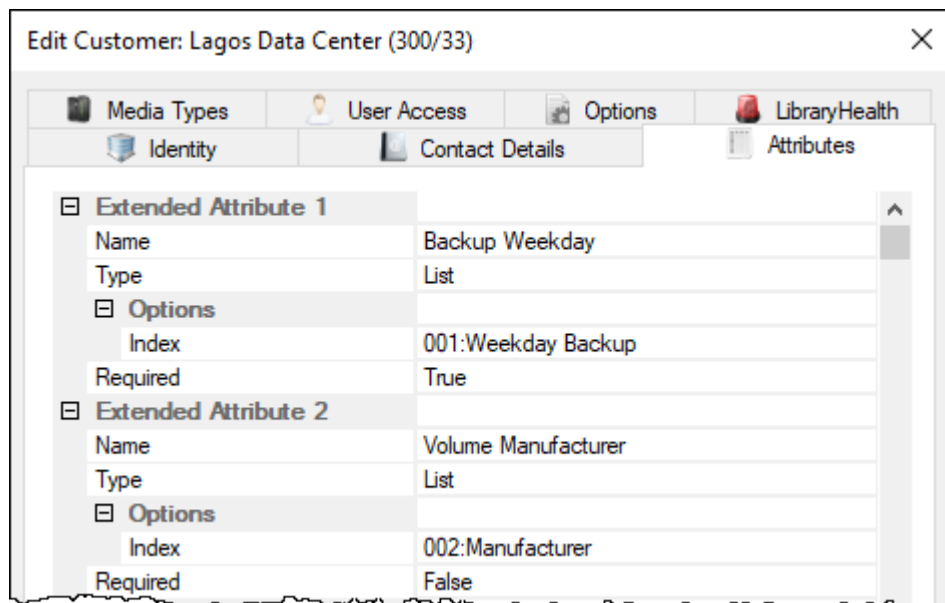 Edit Customer: Lagos Data Center (300/33)
Media Types User Access Options LibraryHealth
Identity Contact Details Attributes
Extended Attribute 1
Name Backup Weekday
Type List
Options
Index 001:Weekday Backup
Required True
Extended Attribute 2
Name Volume Manufacturer
Type List
Options
Index 002:Manufacturer
Required False